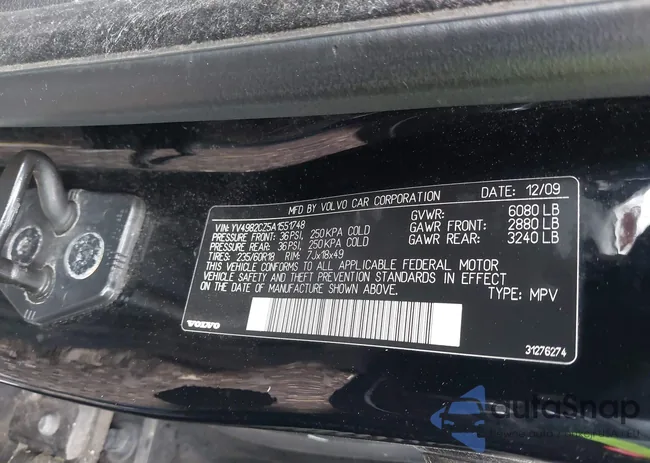 MFD BY VOLVO CAR CORPORATION DATE: 12/09
VIN: YV4982CZ5A1551748 GVWR: 6080 LB
PRESSURE FRONT: 36PSI, 250KPA COLD GAWR FRONT: 2880 LB
PRESSURE REAR: 36PSI, 250KPA COLD GAWR REAR: 3240 LB
TIRES: 235/60R18 RIM: 7Jx18x49
THIS VEHICLE CONFORMS TO ALL APPLICABLE FEDERAL MOTOR
VEHICLE SAFETY AND THEFT PREVENTION STANDARDS IN EFFECT
ON THE DATE OF MANUFACTURE SHOWN ABOVE. TYPE: MPV
VOLVO 31276274
autoSnap